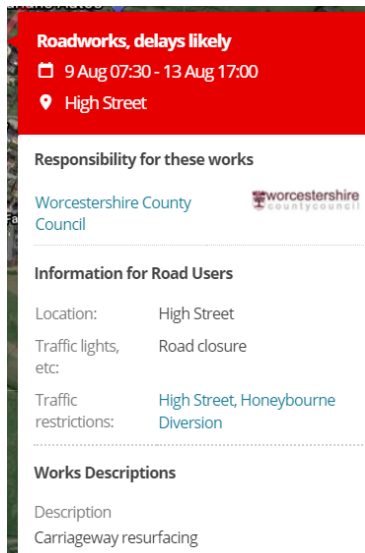 Roadworks, delays likely
9 Aug 07:30 - 13 Aug 17:00
High Street
Responsibility for these works
Worcestershire County
Council
worcestershire
countycouncil
Information for Road Users
Location: High Street
Traffic lights, Road closure
etc:
Traffic High Street, Honeybourne
restrictions: Diversion
Works Descriptions
Description
Carriageway resurfacing